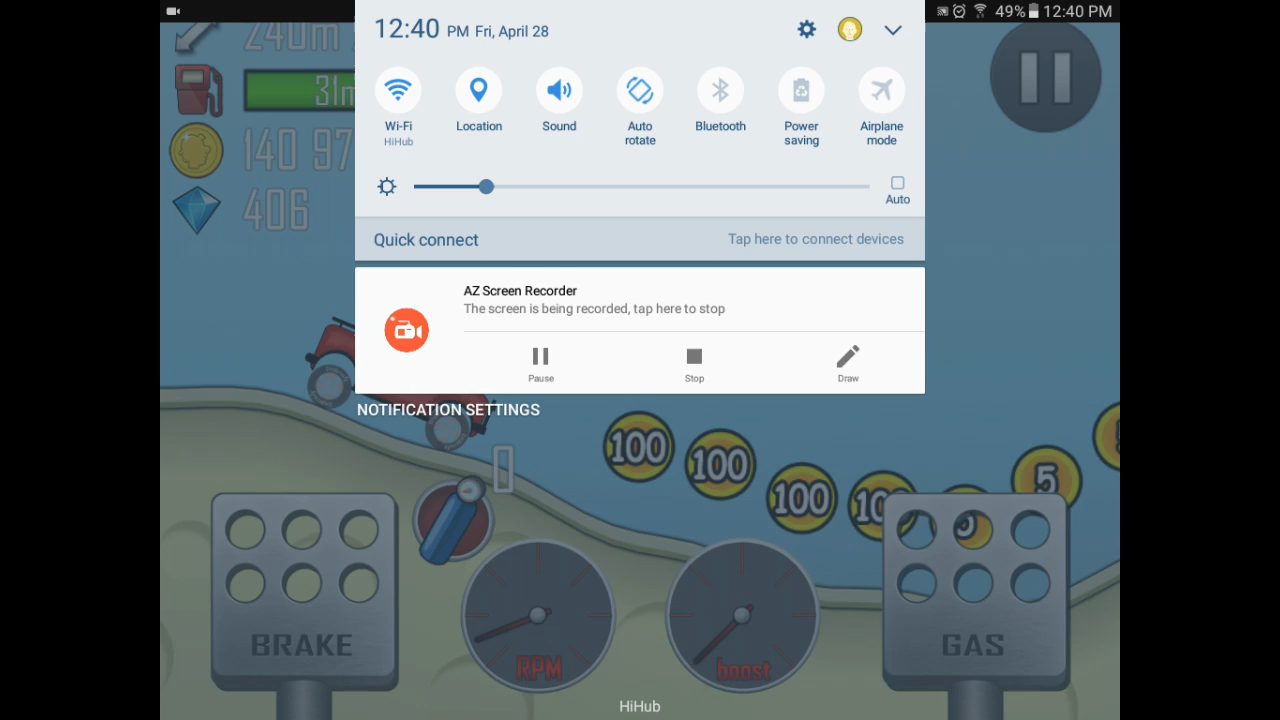 12:40 PM Fri, April 28
49% 12:40 PM
240m
31m
140 97
406
Wi-Fi
HiHub
Location
Sound
Auto
rotate
Bluetooth
Power
saving
Airplane
mode
Auto
Quick connect
Tap here to connect devices
AZ Screen Recorder
The screen is being recorded, tap here to stop
Pause
Stop
Draw
NOTIFICATION SETTINGS
0
100
100
100
100
5
5
BRAKE
RPM
boost
GAS
HiHub